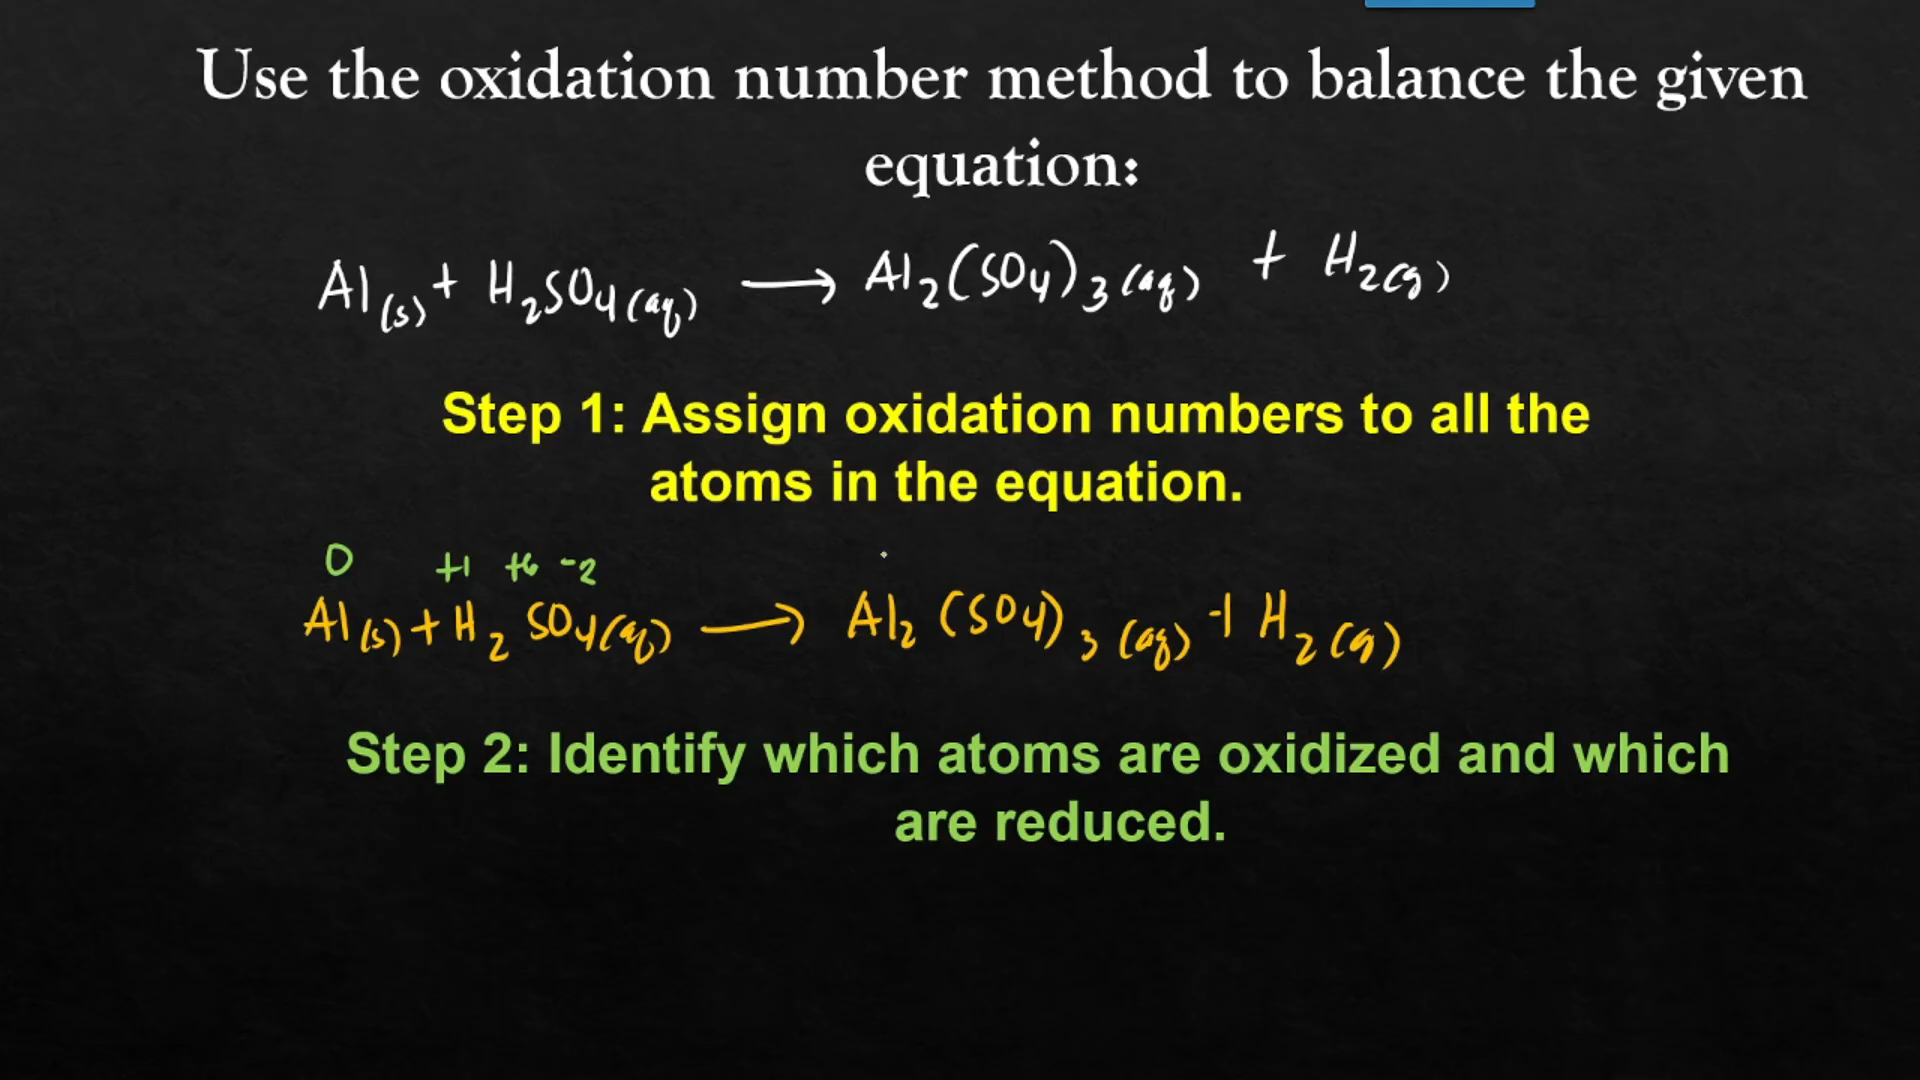 Use the oxidation number method to balance the given
equation:
Al(s) + H2SO4(aq) → Al2(SO4)3(aq) + H2(g)
Step 1: Assign oxidation numbers to all the
atoms in the equation.
0 +1 +6 -2
Al(s) + H2SO4(aq) → Al2(SO4)3(aq) + H2(g)
Step 2: Identify which atoms are oxidized and which
are reduced.